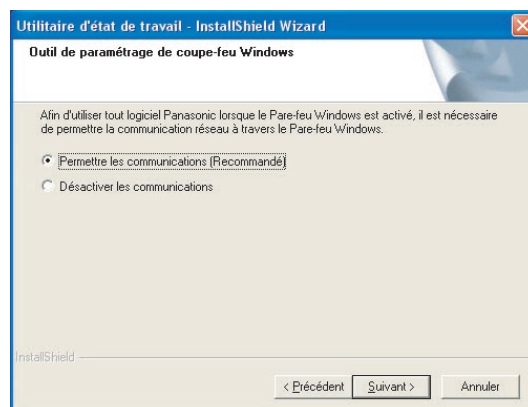 Utilitaire d'état de travail - InstallShield Wizard
Outil de paramétrage de coupe-feu Windows
Afin d'utiliser tout logiciel Panasonic lorsque le Pare-feu Windows est activé, il est nécessaire
de permettre la communication réseau à travers le Pare-feu Windows.
Permettre les communications (Recommandé)
Désactiver les communications
InstallShield
< Précédent
Suivant >
Annuler